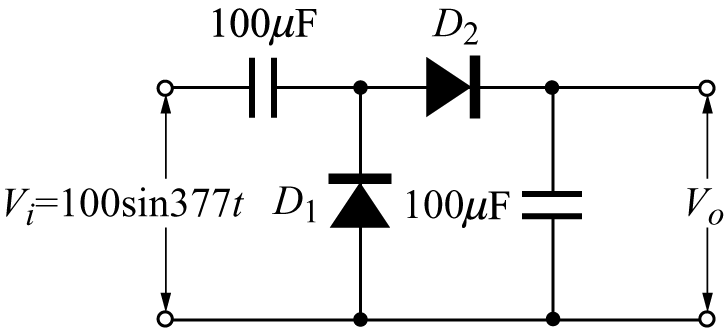 100μF
D₂
Vᵢ=100sin377t
D₁
100μF
Vₒ